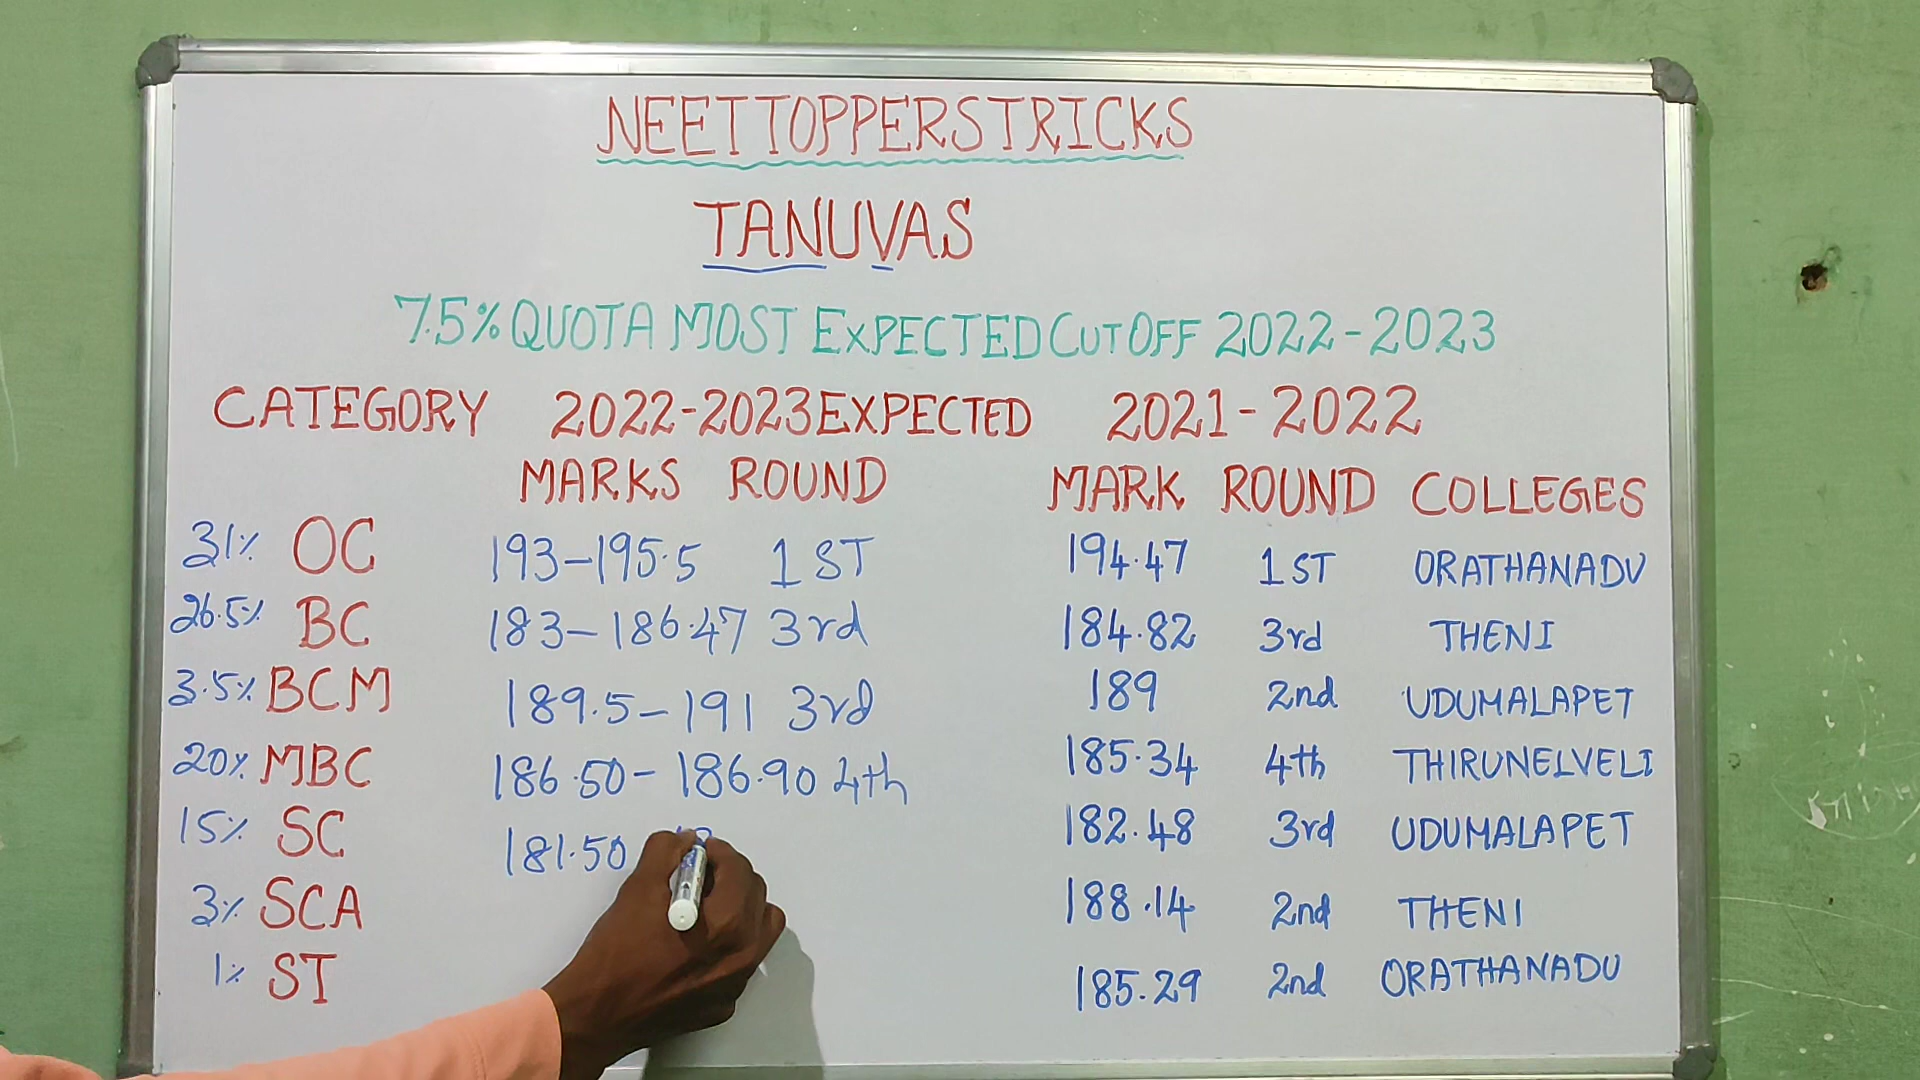 NEETTOPPERSTRICKS
TANUVAS
7.5% QUOTA MOST EXPECTED CUT OFF 2022-2023
CATEGORY 2022-2023 EXPECTED 2021-2022
MARKS ROUND MARK ROUND COLLEGES
31% OC 193-195.5 1ST 194.47 1ST ORATHANADU
26.5% BC 183-186.47 3rd 184.82 3rd THENI
3.5% BCM 189.5-191 3rd 189 2nd UDUMALAPET
20% MBC 186.50-186.90 4th 185.34 4th THIRUNELVELI
15% SC 181.50 182.48 3rd UDUMALAPET
3% SCA 188.14 2nd THENI
1% ST 185.29 2nd ORATHANADU